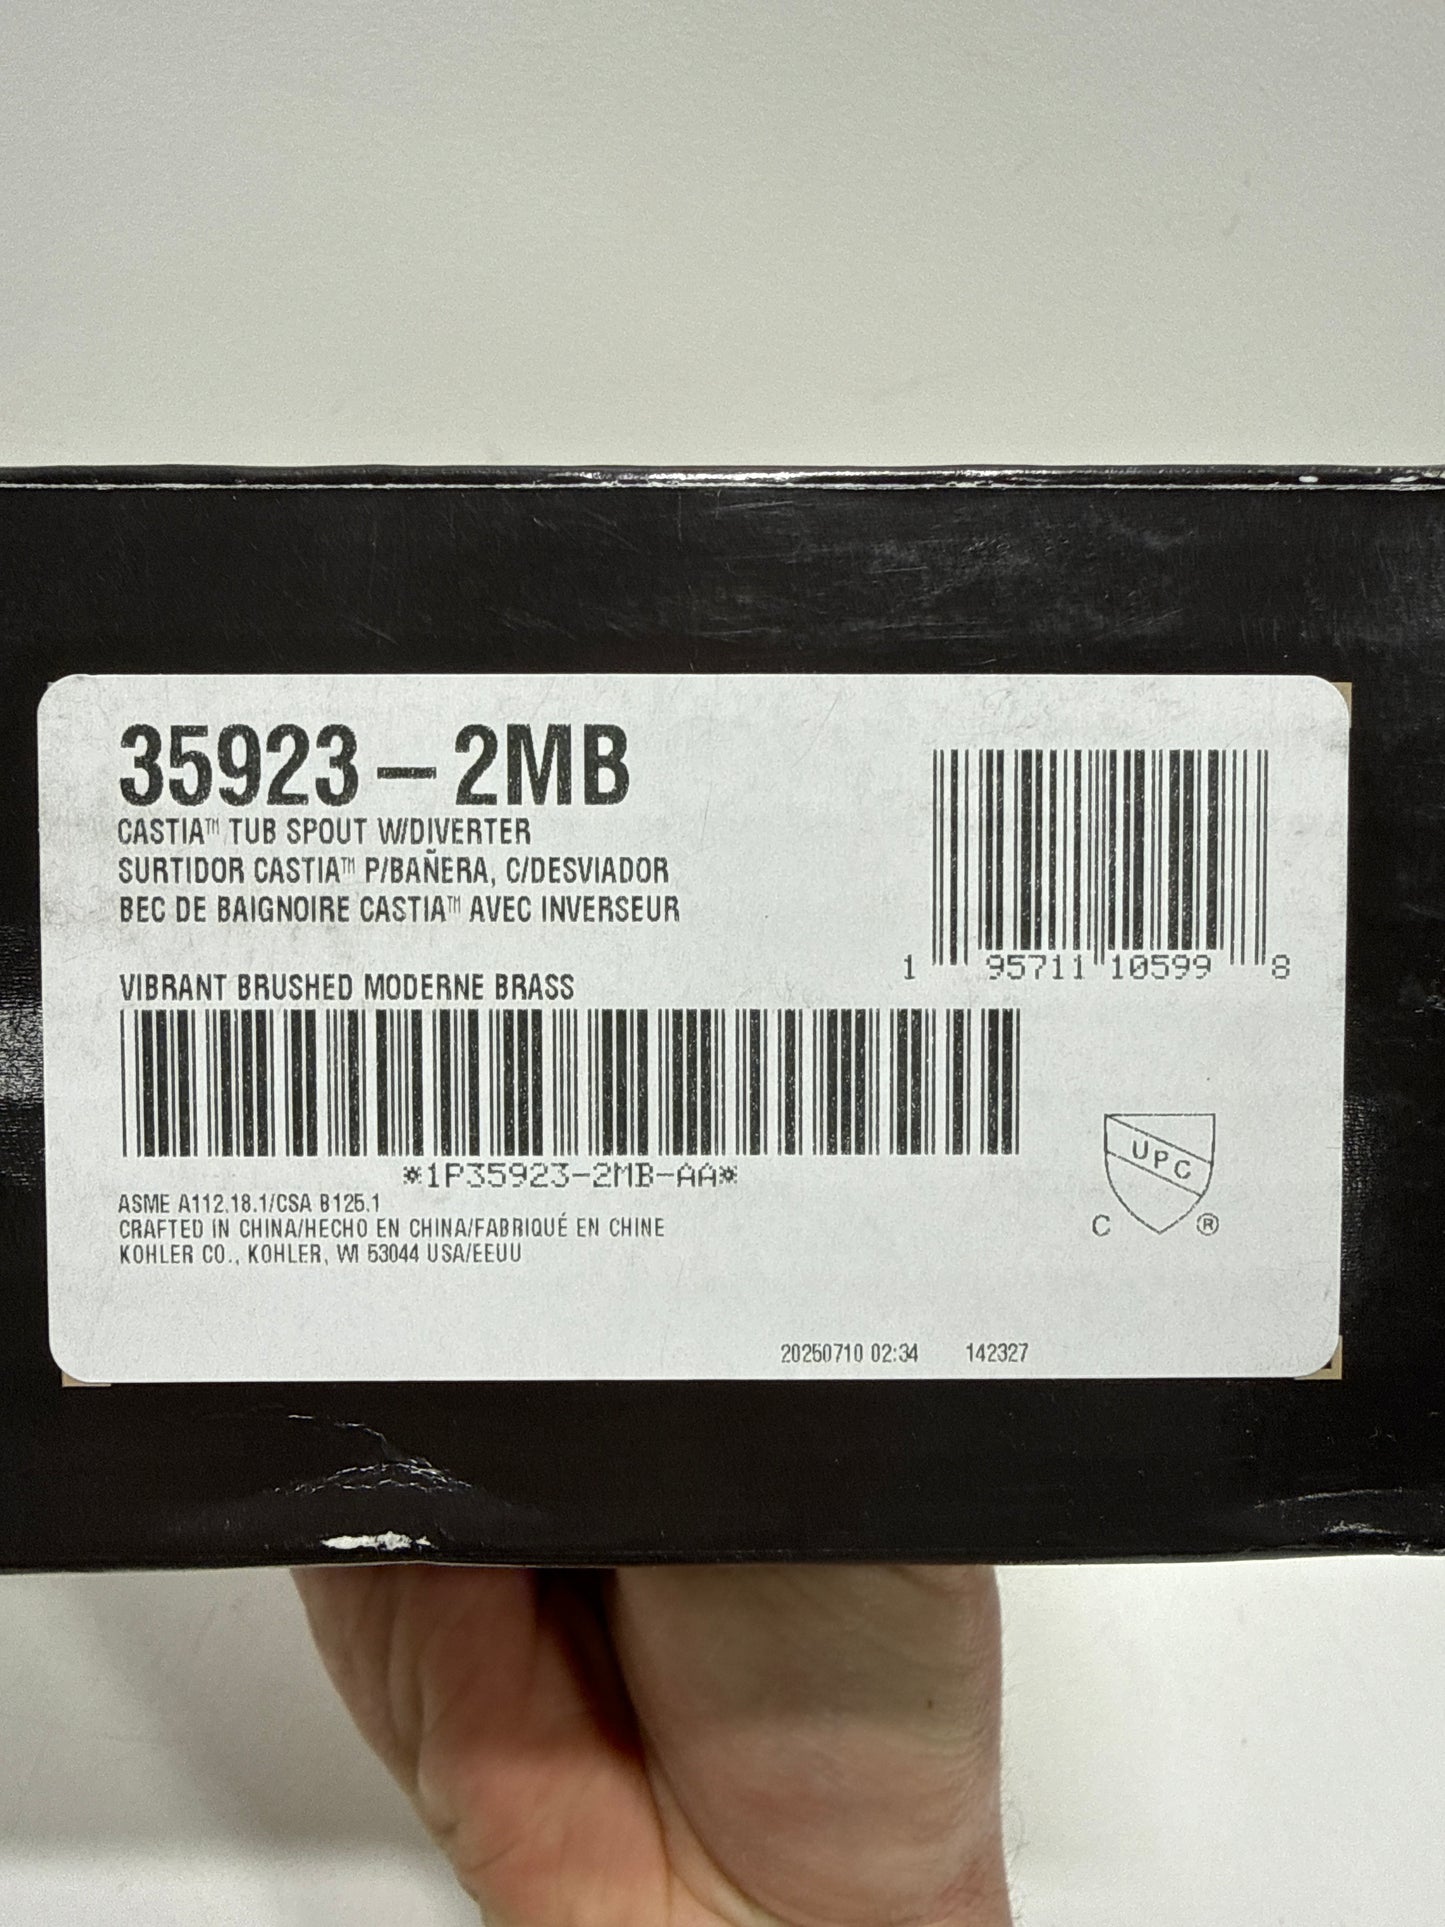 35923-2MB
CASTIA™ TUB SPOUT W/DIVERTER
SURTIDOR CASTIA™ P/BAÑERA, C/DESVIADOR
BEC DE BAIGNOIRE CASTIA™ AVEC INVERSEUR
1 95711 10599 8
VIBRANT BRUSHED MODERNE BRASS
*1P35923-2MB-AA*
ASME A112.18.1/CSA B125.1
CRAFTED IN CHINA/HECHO EN CHINA/FABRIQUÉ EN CHINE
KOHLER CO., KOHLER, WI 53044 USA/EEUU
UPC
C ®
20250710 02:34 142327